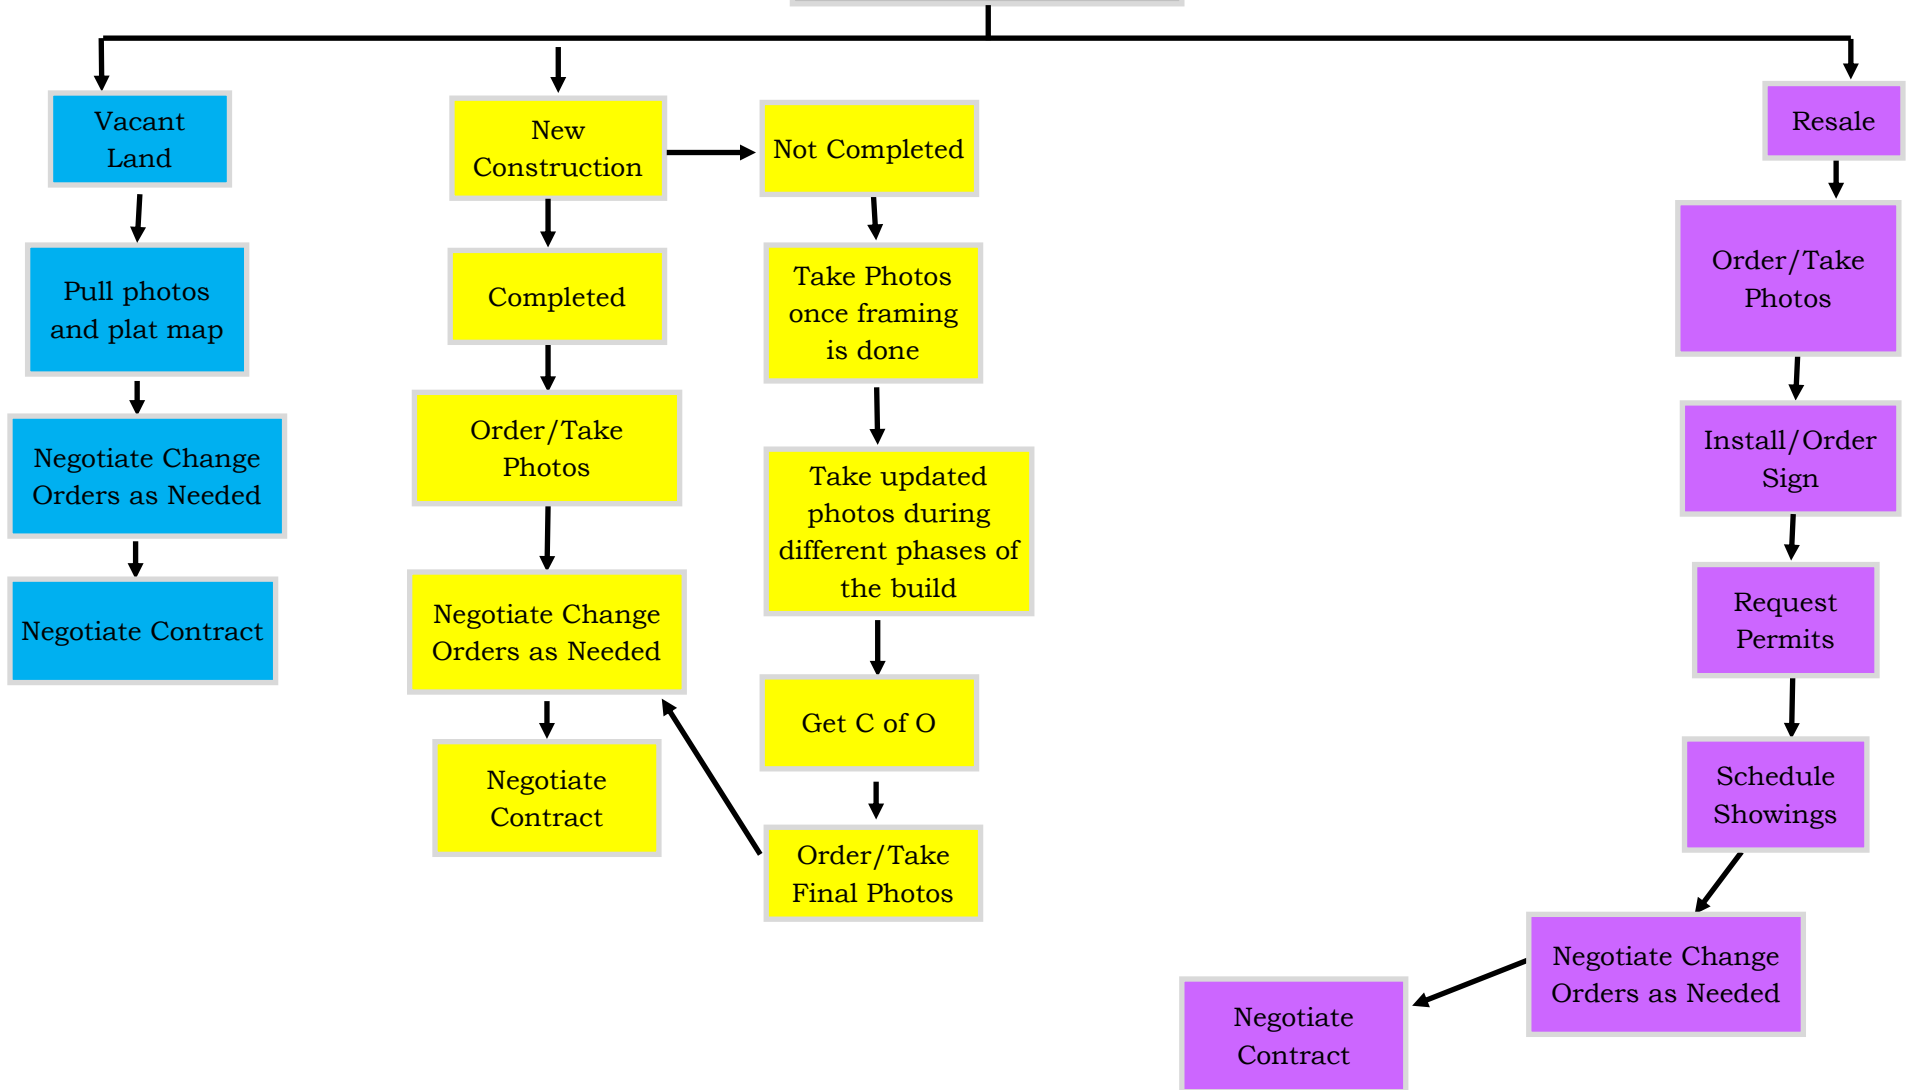 Vacant
Land
Pull photos
and plat map
Negotiate Change
Orders as Needed
Negotiate Contract
New
Construction
Completed
Order/Take
Photos
Negotiate Change
Orders as Needed
Negotiate
Contract
Not Completed
Take Photos
once framing
is done
Take updated
photos during
different phases of
the build
Get C of O
Order/Take
Final Photos
Resale
Order/Take
Photos
Install/Order
Sign
Request
Permits
Schedule
Showings
Negotiate Change
Orders as Needed
Negotiate
Contract